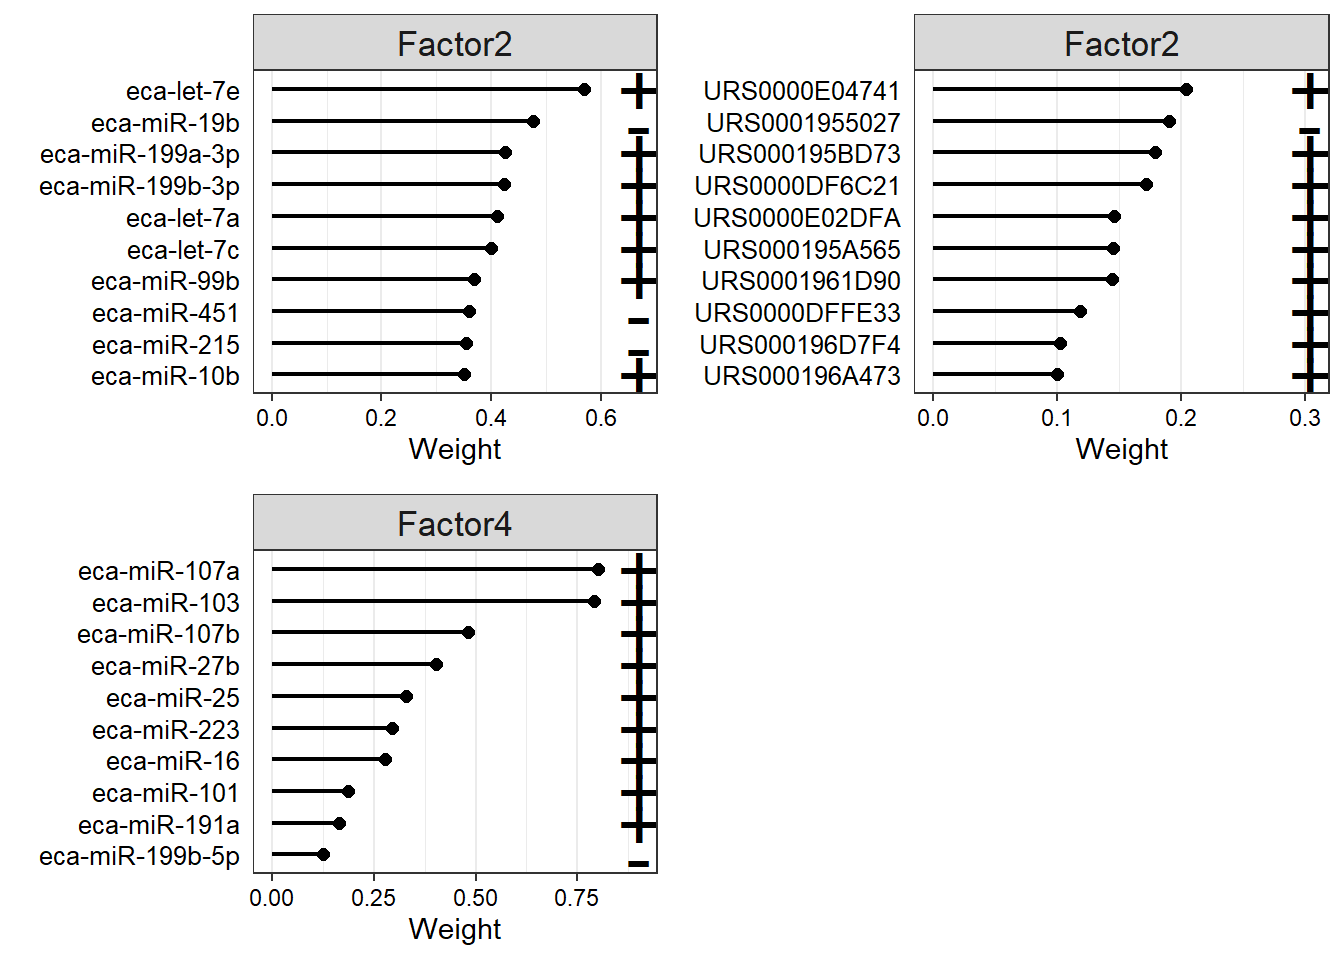 Factor2
eca-let-7e +
eca-miR-19b -
eca-miR-199a-3p +
eca-miR-199b-3p +
eca-let-7a +
eca-let-7c +
eca-miR-99b +
eca-miR-451 -
eca-miR-215 -
eca-miR-10b +
0.0 0.2 0.4 0.6
Weight
Factor2
URS0000E04741 +
URS0001955027 -
URS000195BD73 +
URS0000DF6C21 +
URS0000E02DFA +
URS000195A565 +
URS0001961D90 +
URS0000DFFE33 +
URS000196D7F4 +
URS000196A473 +
0.0 0.1 0.2 0.3
Weight
Factor4
eca-miR-107a +
eca-miR-103 +
eca-miR-107b +
eca-miR-27b +
eca-miR-25 +
eca-miR-223 +
eca-miR-16 +
eca-miR-101 +
eca-miR-191a +
eca-miR-199b-5p -
0.00 0.25 0.50 0.75
Weight